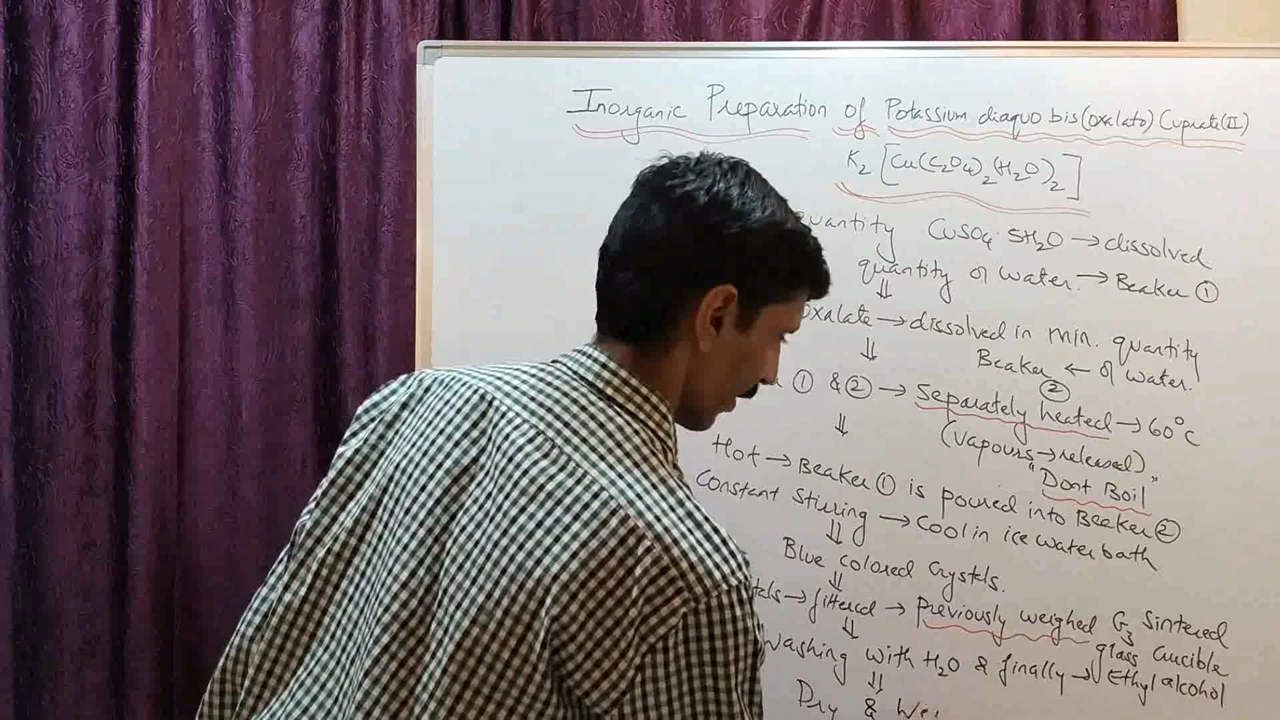 Inorganic Preparation of Potassium diaquo bis(oxalato) Cuprate(II)
K2 [Cu(C2O4)2(H2O)2]
quantity CuSO4·5H2O → dissolved
quantity of water. → Beaker ①
⇓
oxalate → dissolved in min. quantity
⇓ Beaker ← of water.
②
① & ② → Separately heated → 60°C
⇓ (vapours → released)
"Dont Boil"
Hot → Beaker ① is poured into Beaker ②
Constant Stirring → Cool in ice water bath
⇓
Blue colored Crystals.
⇓
→ filtered → Previously weighed G3 Sintered
⇓ glass Crucible
washing with H2O & finally → Ethyl alcohol
⇓
Dry &